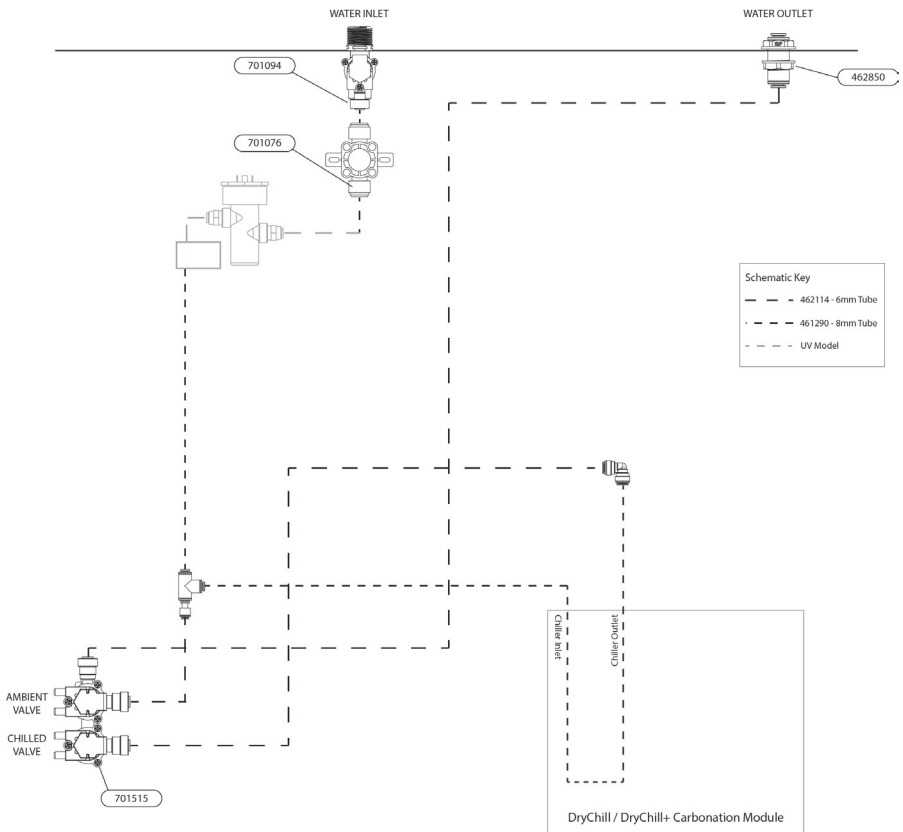 WATER INLET
WATER OUTLET
701094
462850
701076
Schematic Key
462114 - 6mm Tube
461290 - 8mm Tube
UV Model
Chiller Inlet
Chiller Outlet
AMBIENT
VALVE
CHILLED
VALVE
701515
DryChill / DryChill+ Carbonation Module